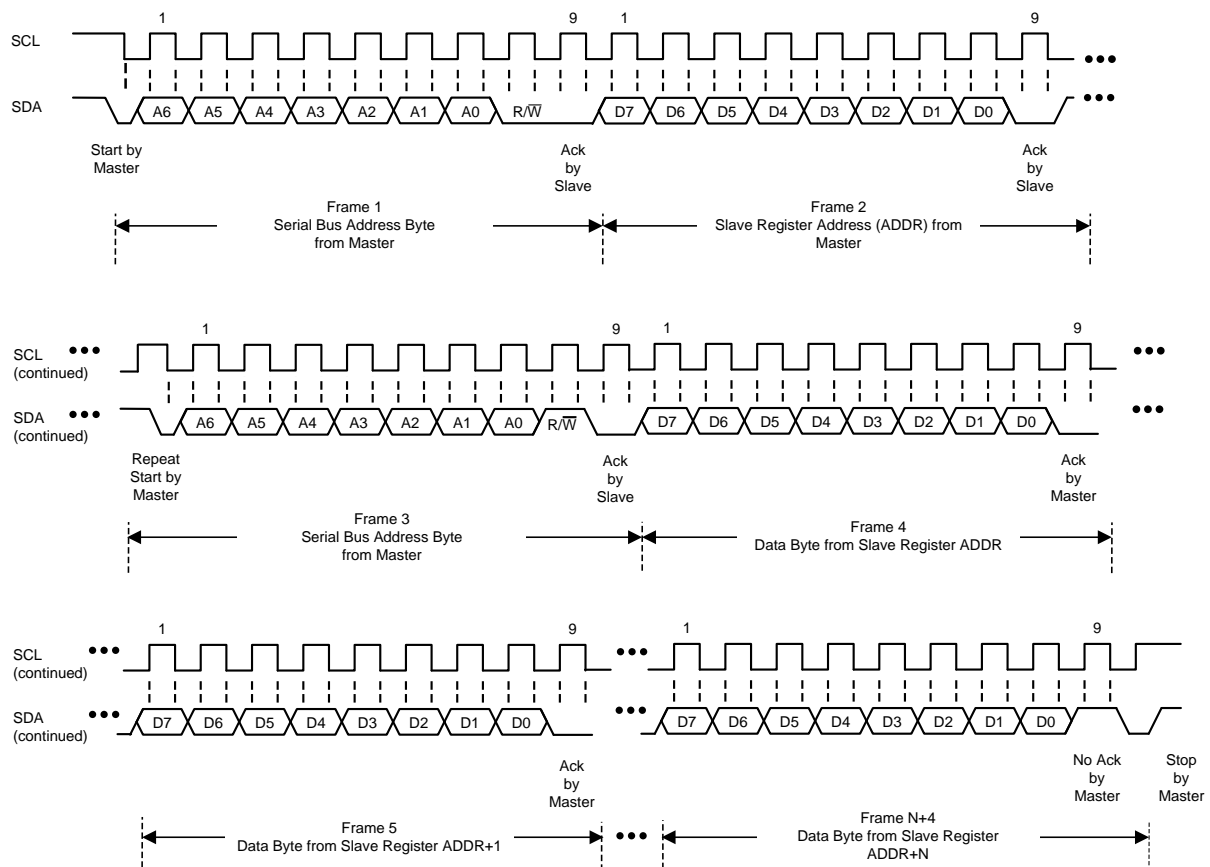 1 9 1 9
SCL
SDA
A6 A5 A4 A3 A2 A1 A0 R/W̅ D7 D6 D5 D4 D3 D2 D1 D0
Start by
Master
Ack
by
Slave
Ack
by
Slave
Frame 1
Serial Bus Address Byte
from Master
Frame 2
Slave Register Address (ADDR) from
Master
1 9 1 9
SCL
(continued)
SDA
(continued)
A6 A5 A4 A3 A2 A1 A0 R/W̅ D7 D6 D5 D4 D3 D2 D1 D0
Repeat
Start by
Master
Ack
by
Slave
Ack
by
Master
Frame 3
Serial Bus Address Byte
from Master
Frame 4
Data Byte from Slave Register ADDR
1 9 1 9
SCL
(continued)
SDA
(continued)
D7 D6 D5 D4 D3 D2 D1 D0 D7 D6 D5 D4 D3 D2 D1 D0
Ack
by
Master
No Ack
by
Master
Stop
by
Master
Frame 5
Data Byte from Slave Register ADDR+1
Frame N+4
Data Byte from Slave Register
ADDR+N